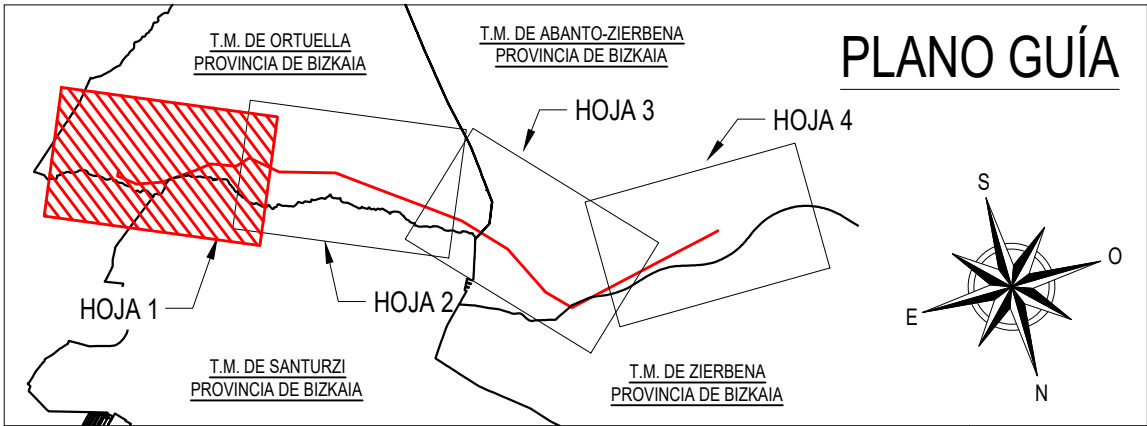 T.M. DE ORTUELLA
PROVINCIA DE BIZKAIA
T.M. DE ABANTO-ZIERBENA
PROVINCIA DE BIZKAIA
PLANO GUÍA
HOJA 3
HOJA 4
S
O
E
N
HOJA 1
HOJA 2
T.M. DE SANTURZI
PROVINCIA DE BIZKAIA
T.M. DE ZIERBENA
PROVINCIA DE BIZKAIA